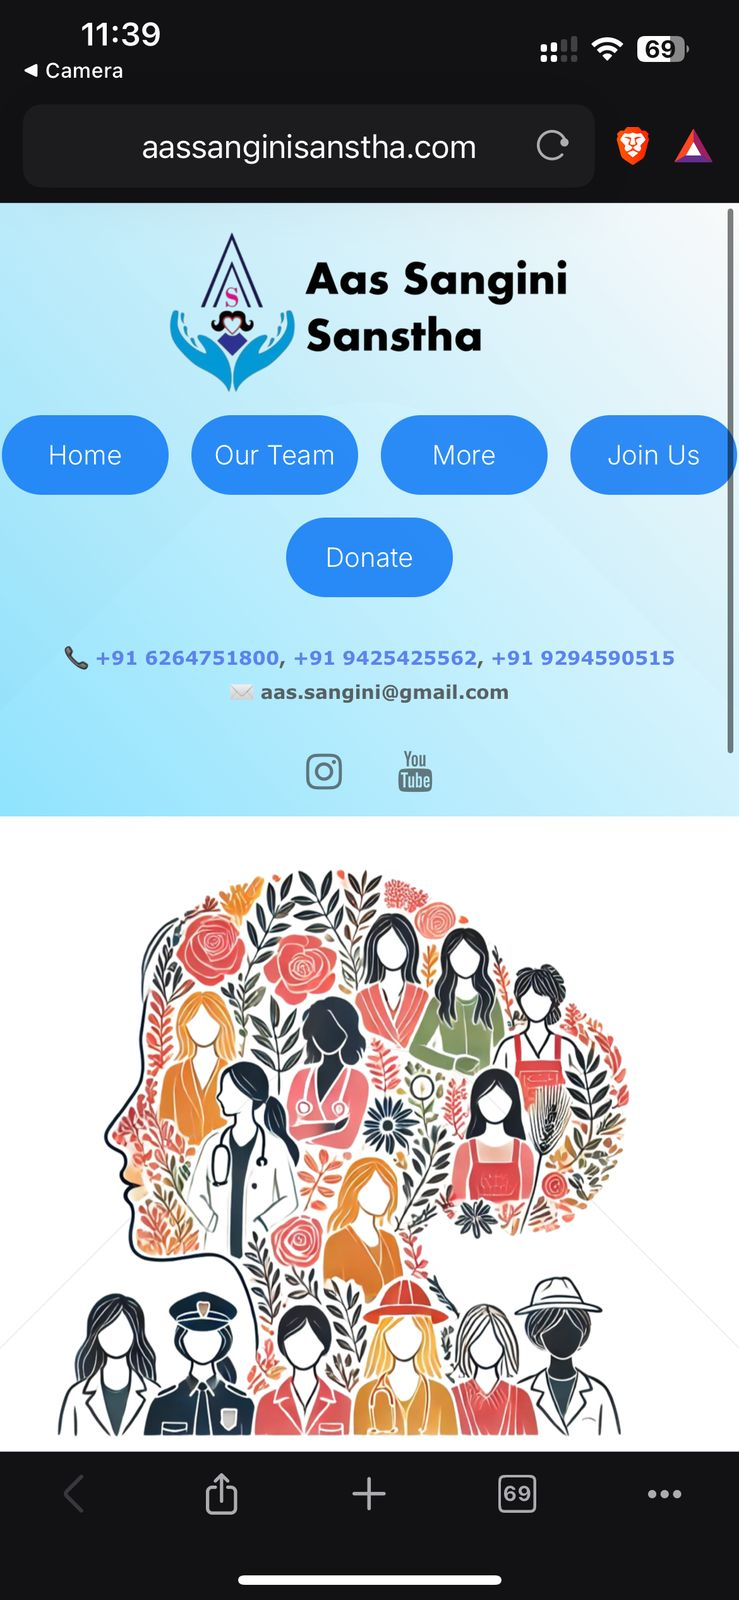 11:39
69
◀ Camera
aassanginisanstha.com
S
Aas Sangini
Sanstha
Home
Our Team
More
Join Us
Donate
📞 +91 6264751800, +91 9425425562, +91 9294590515
✉️ aas.sangini@gmail.com
You
Tube
69